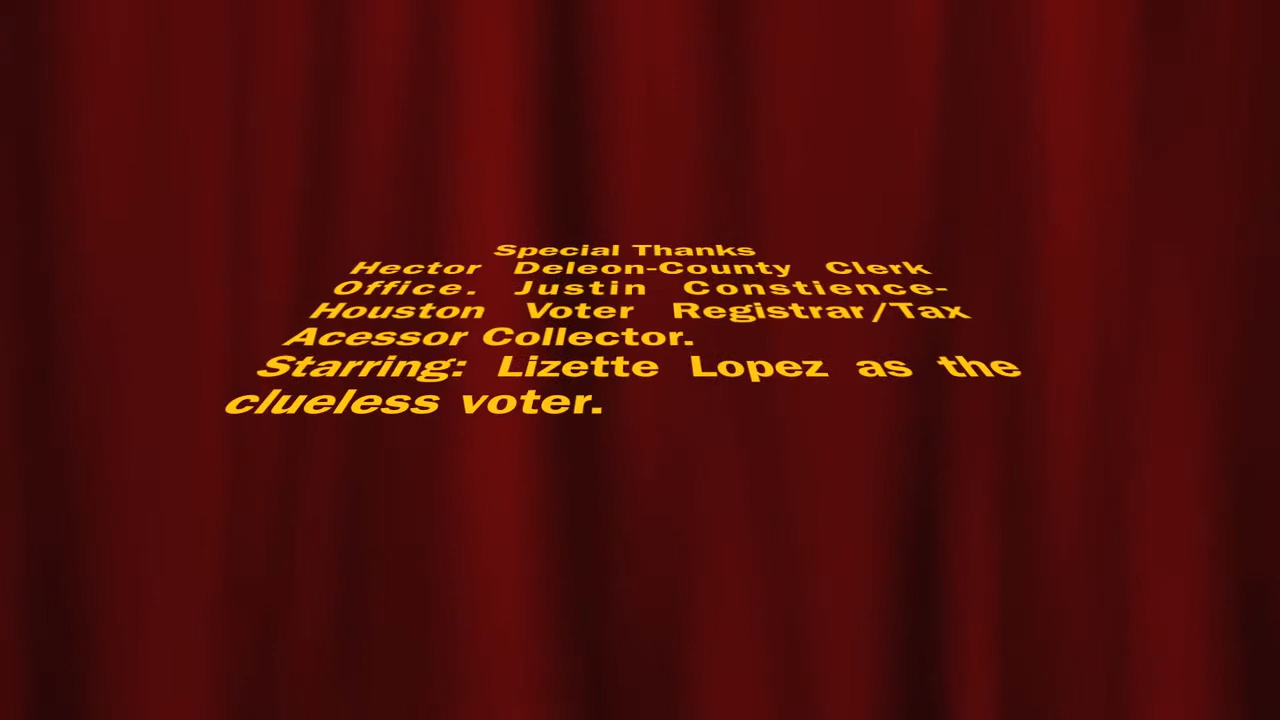 Special Thanks
Hector Deleon-County Clerk
Office. Justin Constience-
Houston Voter Registrar/Tax
Acessor Collector.
Starring: Lizette Lopez as the
clueless voter.